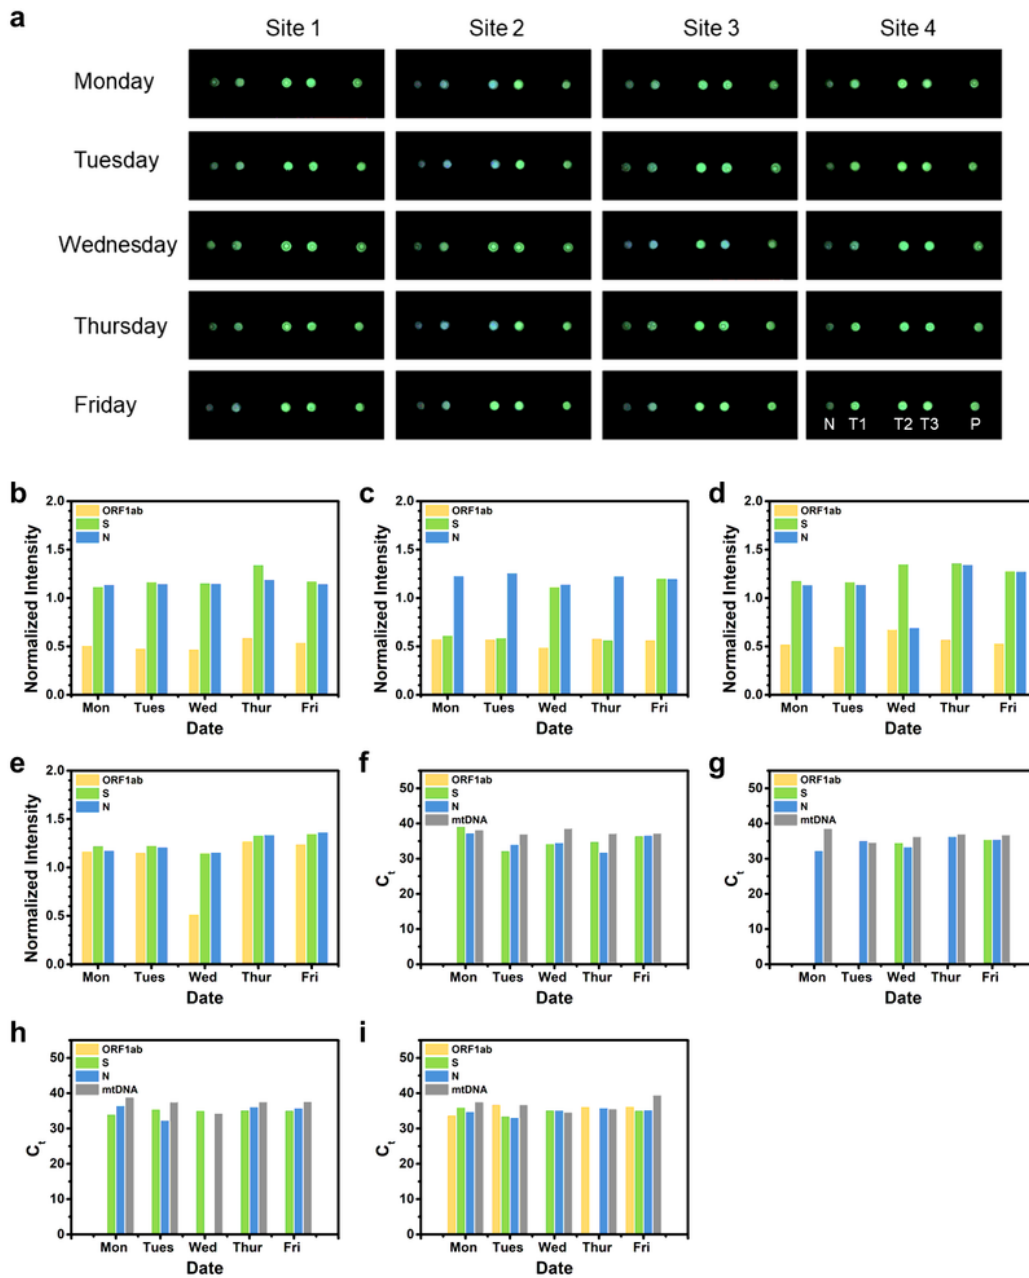 a
Site 1 Site 2 Site 3 Site 4
Monday
Tuesday
Wednesday
Thursday
Friday
N T1 T2 T3 P
b
2.0
1.5
1.0
0.5
0.0
Normalized Intensity
ORF1ab
S
N
Mon Tues Wed Thur Fri
Date
c
2.0
1.5
1.0
0.5
0.0
Normalized Intensity
ORF1ab
S
N
Mon Tues Wed Thur Fri
Date
d
2.0
1.5
1.0
0.5
0.0
Normalized Intensity
ORF1ab
S
N
Mon Tues Wed Thur Fri
Date
e
2.0
1.5
1.0
0.5
0.0
Normalized Intensity
ORF1ab
S
N
Mon Tues Wed Thur Fri
Date
f
50
40
30
20
10
0
Ct
ORF1ab
S
N
mtDNA
Mon Tues Wed Thur Fri
Date
g
50
40
30
20
10
0
Ct
ORF1ab
S
N
mtDNA
Mon Tues Wed Thur Fri
Date
h
50
40
30
20
10
0
Ct
ORF1ab
S
N
mtDNA
Mon Tues Wed Thur Fri
Date
i
50
40
30
20
10
0
Ct
ORF1ab
S
N
mtDNA
Mon Tues Wed Thur Fri
Date